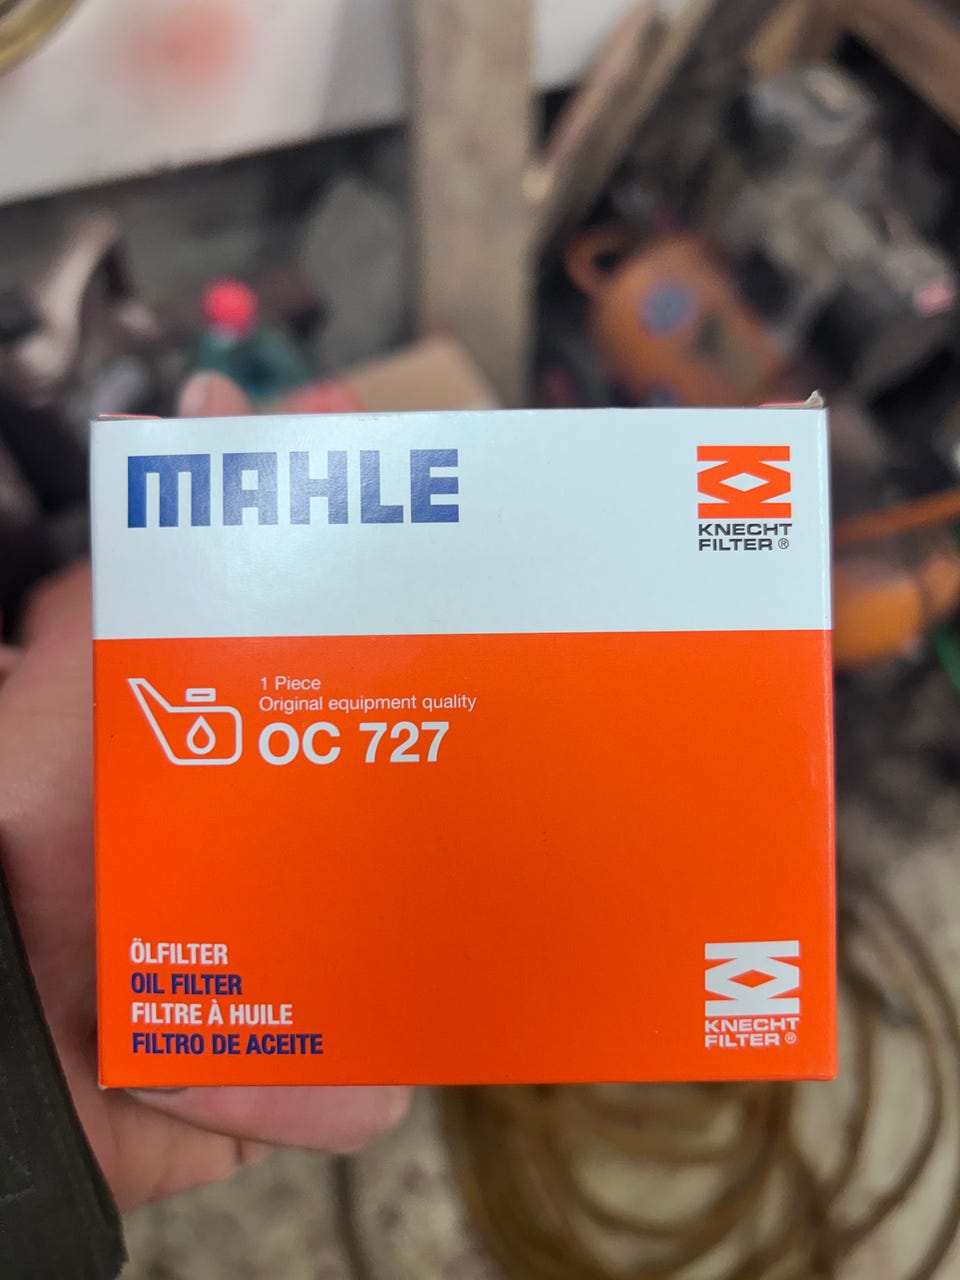 MAHLE
KNECHT
FILTER ®
1 Piece
Original equipment quality
OC 727
ÖLFILTER
OIL FILTER
FILTRE À HUILE
FILTRO DE ACEITE
KNECHT
FILTER ®